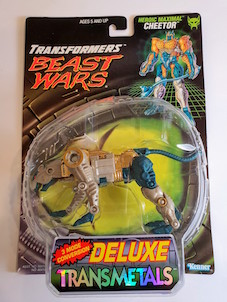 AGES 5 AND UP
HEROIC MAXIMAL
CHEETOR
TRANSFORMERS
BEAST WARS
3 MODE
CONVERSION
DELUXE
TRANSMETALS
Kenner